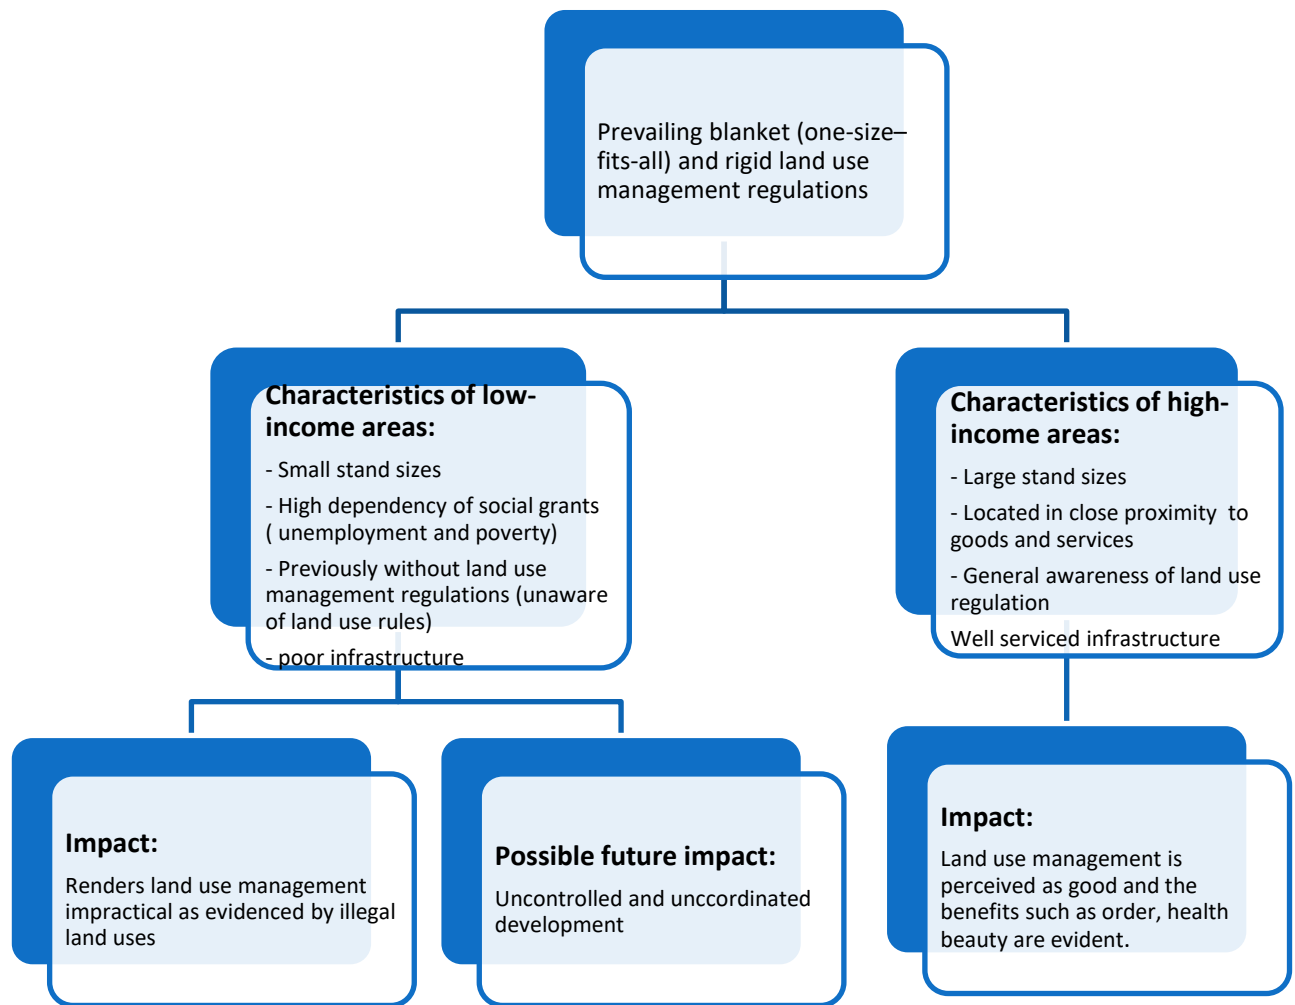 Prevailing blanket (one-size–
fits-all) and rigid land use
management regulations
Characteristics of low-
income areas:
- Small stand sizes
- High dependency of social grants
( unemployment and poverty)
- Previously without land use
management regulations (unaware
of land use rules)
- poor infrastructure
Characteristics of high-
income areas:
- Large stand sizes
- Located in close proximity  to
goods and services
- General awareness of land use
regulation
Well serviced infrastructure
Impact:
Renders land use management
impractical as evidenced by illegal
land uses
Possible future impact:
Uncontrolled and unccordinated
development
Impact:
Land use management is
perceived as good and the
benefits such as order, health
beauty are evident.